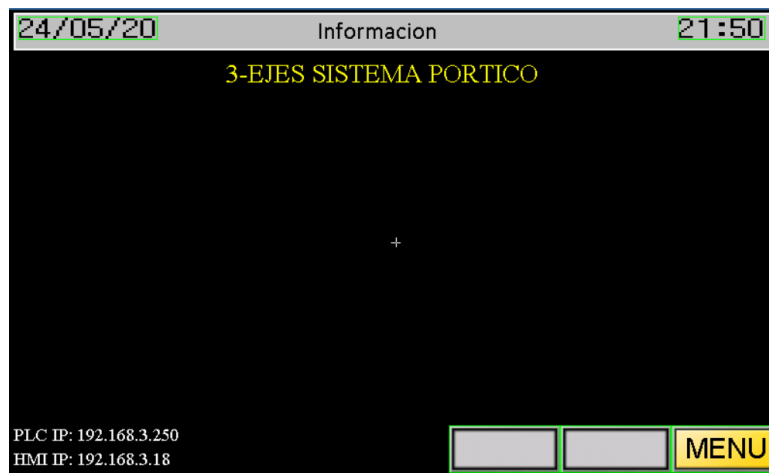 24/05/20 Informacion 21:50
3-EJES SISTEMA PORTICO
PLC IP: 192.168.3.250
HMI IP: 192.168.3.18
MENU